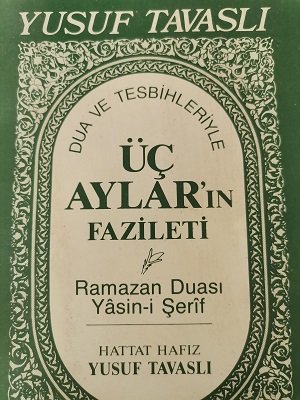 YUSUF TAVASLI
DUA VE TESBİHLERİYLE
ÜÇ
AYLAR'IN
FAZİLETİ
Ramazan Duası
Yâsin-i Şerîf
HATTAT HAFIZ
YUSUF TAVASLI